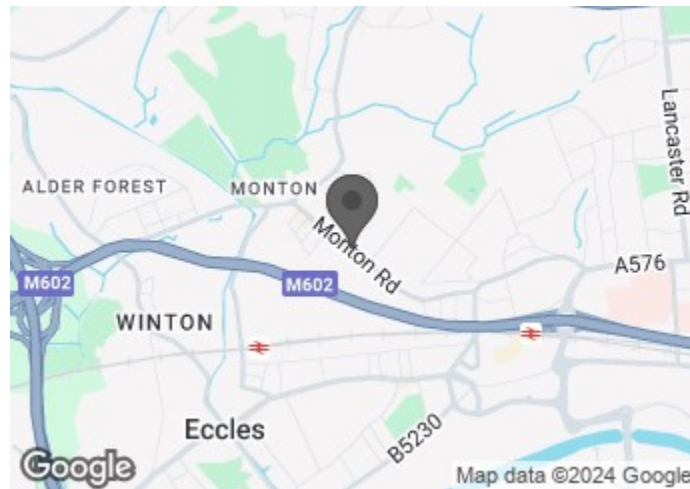 Lancaster Rd
ALDER FOREST
MONTON
Monton Rd
A576
M602
M602
WINTON
Eccles
B5230
Google
Map data ©2024 Google